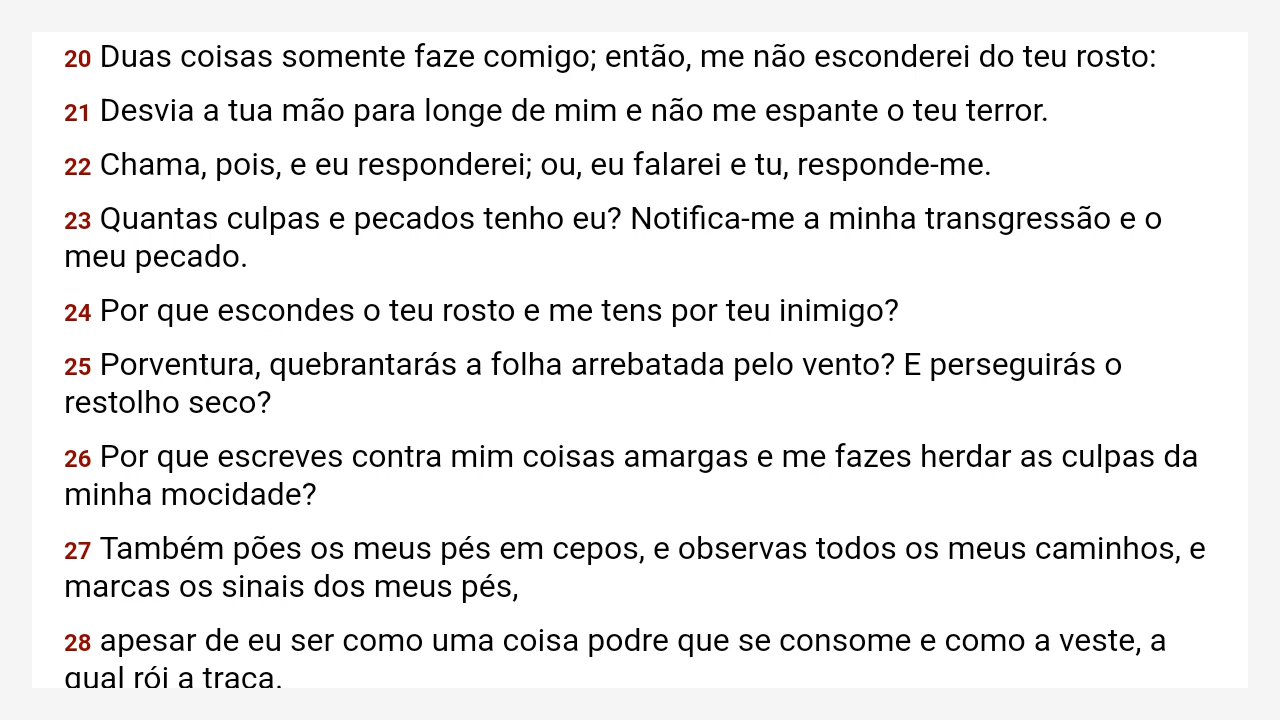 20 Duas coisas somente faze comigo; então, me não esconderei do teu rosto:
21 Desvia a tua mão para longe de mim e não me espante o teu terror.
22 Chama, pois, e eu responderei; ou, eu falarei e tu, responde-me.
23 Quantas culpas e pecados tenho eu? Notifica-me a minha transgressão e o
meu pecado.
24 Por que escondes o teu rosto e me tens por teu inimigo?
25 Porventura, quebrantarás a folha arrebatada pelo vento? E perseguirás o
restolho seco?
26 Por que escreves contra mim coisas amargas e me fazes herdar as culpas da
minha mocidade?
27 Também pões os meus pés em cepos, e observas todos os meus caminhos, e
marcas os sinais dos meus pés,
28 apesar de eu ser como uma coisa podre que se consome e como a veste, a
qual rói a traça.